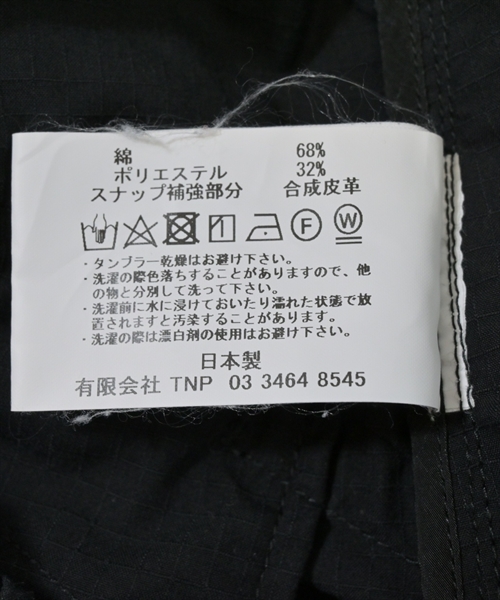 綿 68%
ポリエステル 32%
スナップ補強部分 合成皮革
F W
・タンブラー乾燥はお避け下さい。
・洗濯の際色落ちすることがありますので、他
の物と分別して洗って下さい。
・洗濯前に水に浸けておいたり濡れた状態で放
置されますと汚染することがあります。
・洗濯の際は漂白剤の使用はお避け下さい。
日本製
有限会社 TNP 03 3464 8545